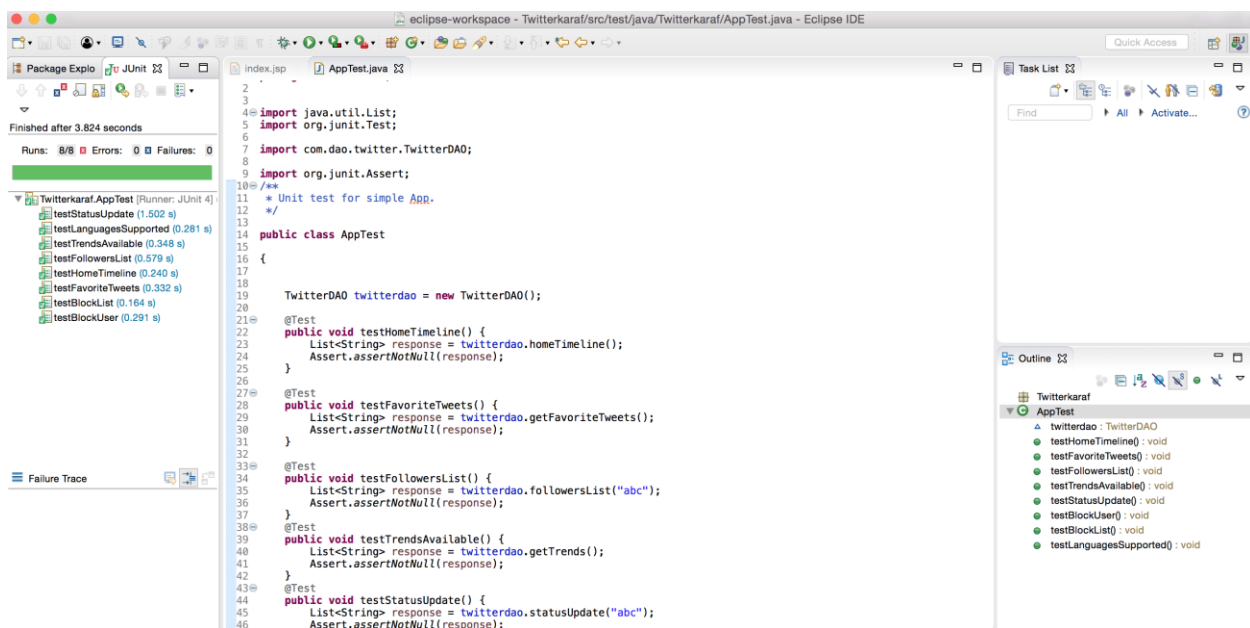 eclipse-workspace - Twitterkaraf/src/test/java/Twitterkaraf/AppTest.java - Eclipse IDE
Quick Access
Package Explo
JUnit
Finished after 3.824 seconds
Runs: 8/8 Errors: 0 Failures: 0
Twitterkaraf.AppTest [Runner: JUnit 4]
testStatusUpdate (1.502 s)
testLanguagesSupported (0.281 s)
testTrendsAvailable (0.348 s)
testFollowersList (0.579 s)
testHomeTimeline (0.240 s)
testFavoriteTweets (0.332 s)
testBlockList (0.164 s)
testBlockUser (0.291 s)
Failure Trace
index.jsp
AppTest.java
2
3
4 import java.util.List;
5 import org.junit.Test;
6
7 import com.dao.twitter.TwitterDAO;
8
9 import org.junit.Assert;
10 /**
11 * Unit test for simple App.
12 */
13
14 public class AppTest
15
16 {
17
18
19 TwitterDAO twitterdao = new TwitterDAO();
20
21 @Test
22 public void testHomeTimeline() {
23 List<String> response = twitterdao.homeTimeline();
24 Assert.assertNotNull(response);
25 }
26
27 @Test
28 public void testFavoriteTweets() {
29 List<String> response = twitterdao.getFavoriteTweets();
30 Assert.assertNotNull(response);
31 }
32
33 @Test
34 public void testFollowersList() {
35 List<String> response = twitterdao.followersList("abc");
36 Assert.assertNotNull(response);
37 }
38 @Test
39 public void testTrendsAvailable() {
40 List<String> response = twitterdao.getTrends();
41 Assert.assertNotNull(response);
42 }
43 @Test
44 public void testStatusUpdate() {
45 List<String> response = twitterdao.statusUpdate("abc");
46 Assert.assertNotNull(response);
Task List
Find All Activate...
Outline
Twitterkaraf
AppTest
twitterdao : TwitterDAO
testHomeTimeline() : void
testFavoriteTweets() : void
testFollowersList() : void
testTrendsAvailable() : void
testStatusUpdate() : void
testBlockUser() : void
testBlockList() : void
testLanguagesSupported() : void